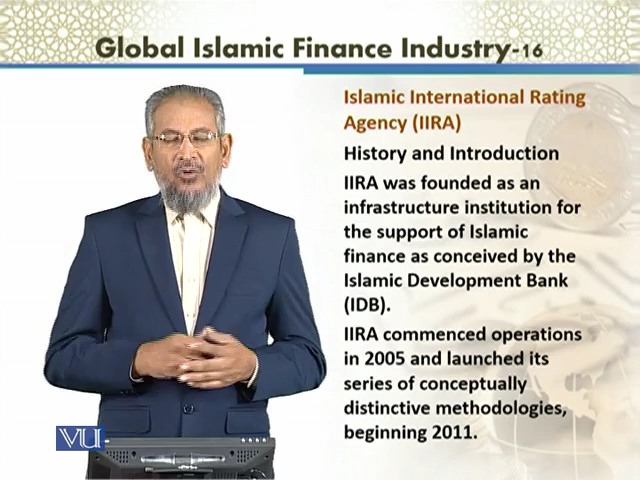 Global Islamic Finance Industry-16
Islamic International Rating
Agency (IIRA)
History and Introduction
IIRA was founded as an
infrastructure institution for
the support of Islamic
finance as conceived by the
Islamic Development Bank
(IDB).
IIRA commenced operations
in 2005 and launched its
series of conceptually
distinctive methodologies,
beginning 2011.
VU